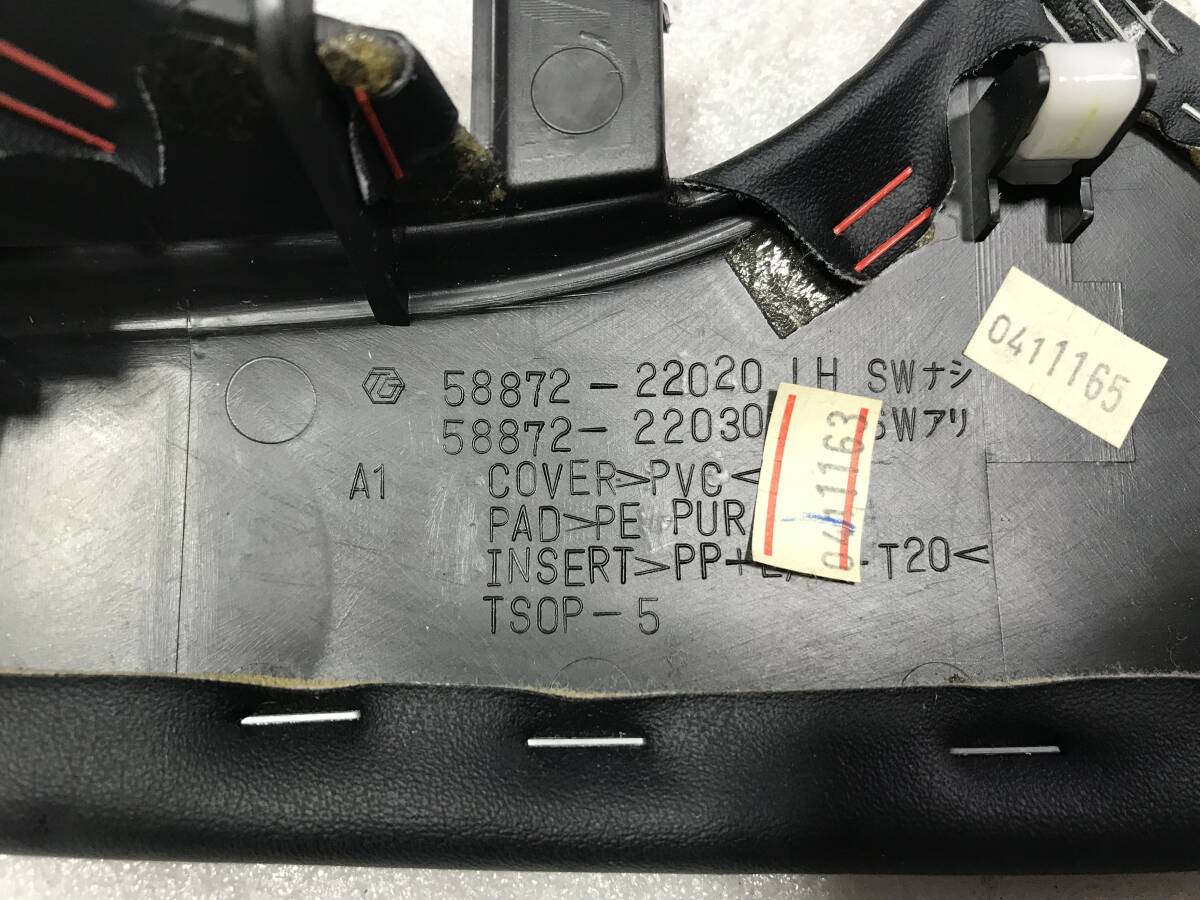 58872-22020 LH SWナシ
58872-22030 SWアリ
A1 COVER>PVC<
PAD>PE PUR
INSERT>PP+ -T20<
TSOP-5
0411163
0411165